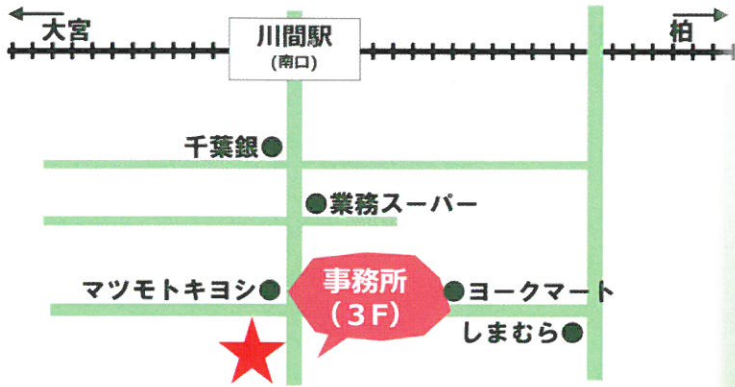 大宮
川間駅
(南口)
柏
千葉銀
業務スーパー
マツモトキヨシ
事務所
(3F)
ヨークマート
しまむら